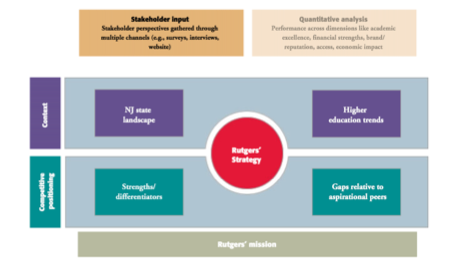 Stakeholder input
Stakeholder perspectives gathered through
multiple channels (e.g., surveys, interviews,
website)
Quantitative analysis
Performance across dimensions like academic
excellence, financial strengths, brand/
reputation, access, economic impact
Context
NJ state
landscape
Higher
education trends
Rutgers'
Strategy
Competitive
positioning
Strengths/
differentiators
Gaps relative to
aspirational peers
Rutgers' mission